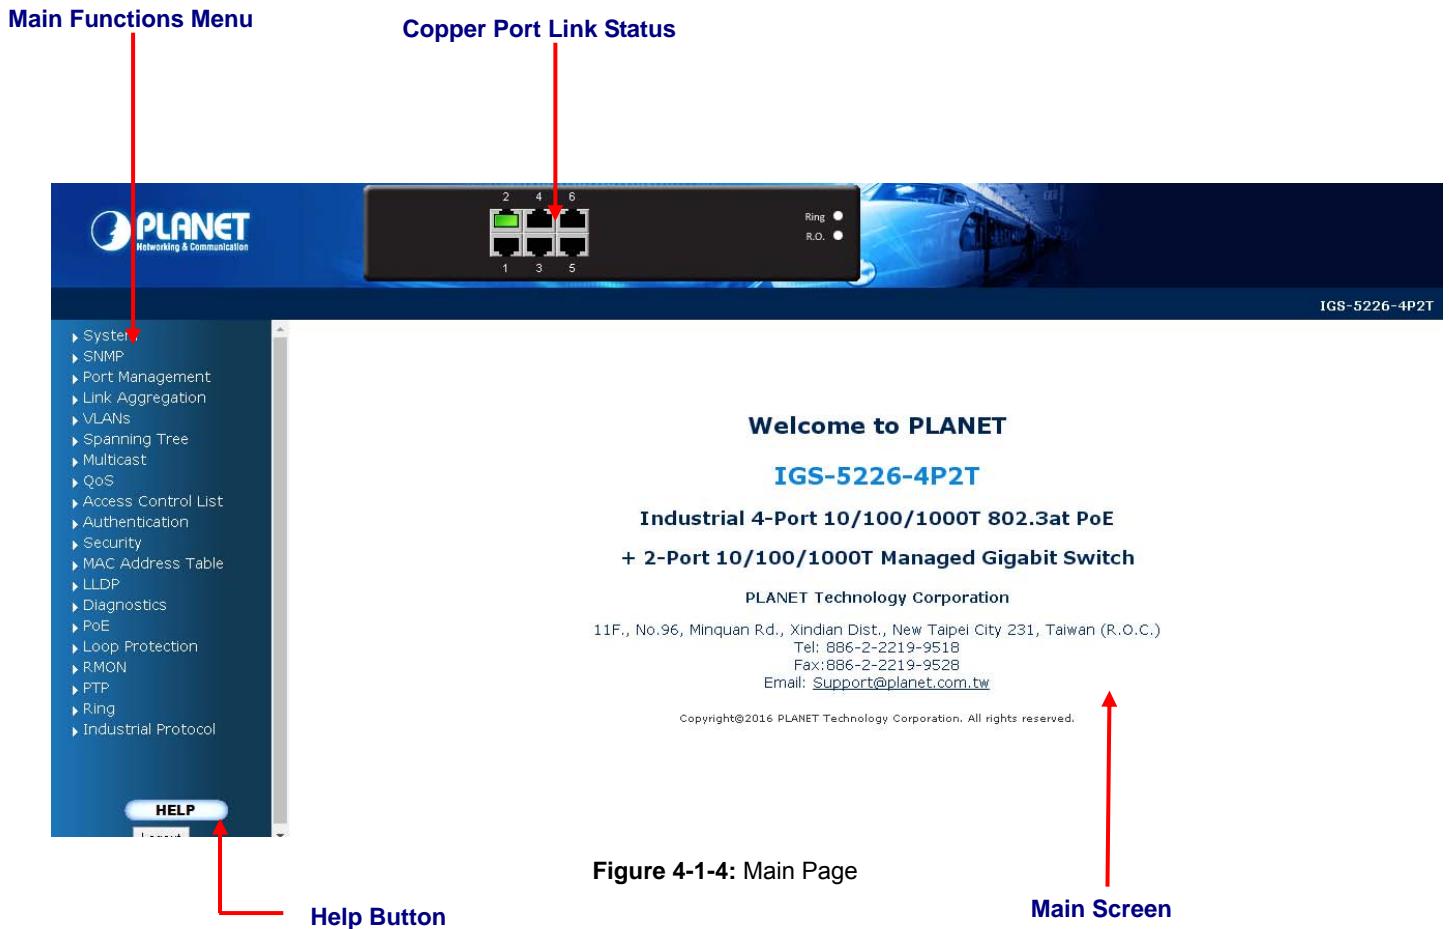 Main Functions Menu
Copper Port Link Status
2 4 6
PLANET
Networking & Communication
Ring
R.O.
1 3 5
IGS-5226-4P2T
System
SNMP
Port Management
Link Aggregation
VLANs
Spanning Tree
Multicast
QoS
Access Control List
Authentication
Security
MAC Address Table
LLDP
Diagnostics
PoE
Loop Protection
RMON
PTP
Ring
Industrial Protocol
HELP
Logout
Welcome to PLANET
IGS-5226-4P2T
Industrial 4-Port 10/100/1000T 802.3at PoE
+ 2-Port 10/100/1000T Managed Gigabit Switch
PLANET Technology Corporation
11F., No.96, Minquan Rd., Xindian Dist., New Taipei City 231, Taiwan (R.O.C.)
Tel: 886-2-2219-9518
Fax:886-2-2219-9528
Email: Support@planet.com.tw
Copyright©2016 PLANET Technology Corporation. All rights reserved.
Figure 4-1-4: Main Page
Help Button
Main Screen